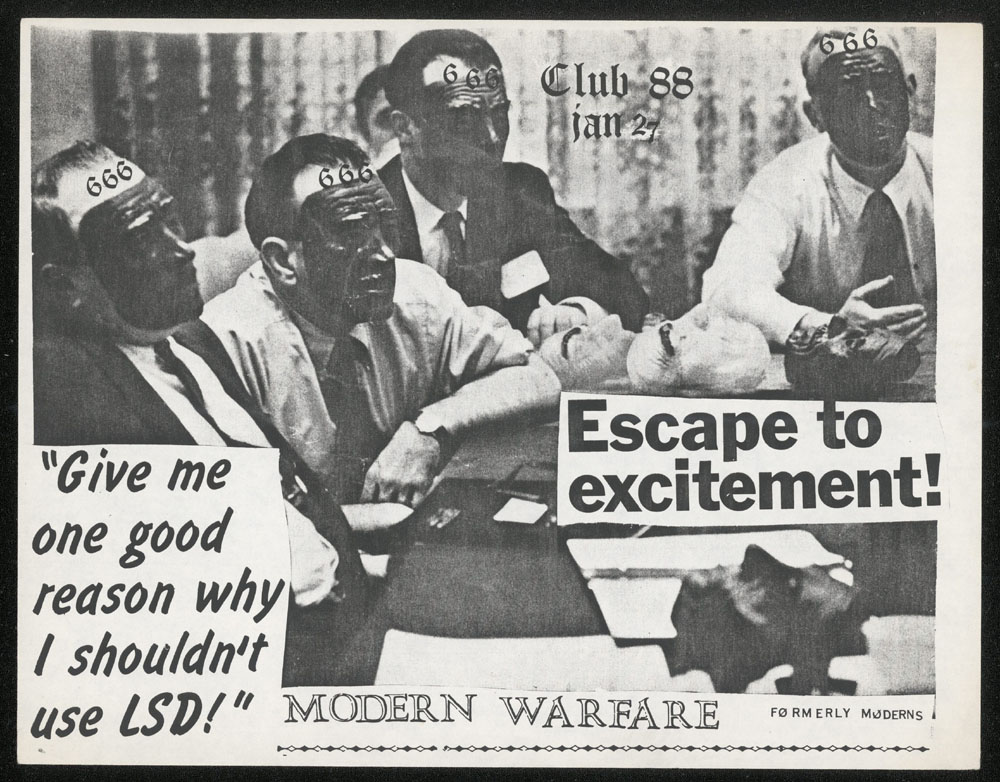 666
666
666
666
Club 88
jan 27
Escape to
excitement!
"Give me
one good
reason why
I shouldn't
use LSD!"
MODERN WARFARE
FØRMERLY MØDERNS